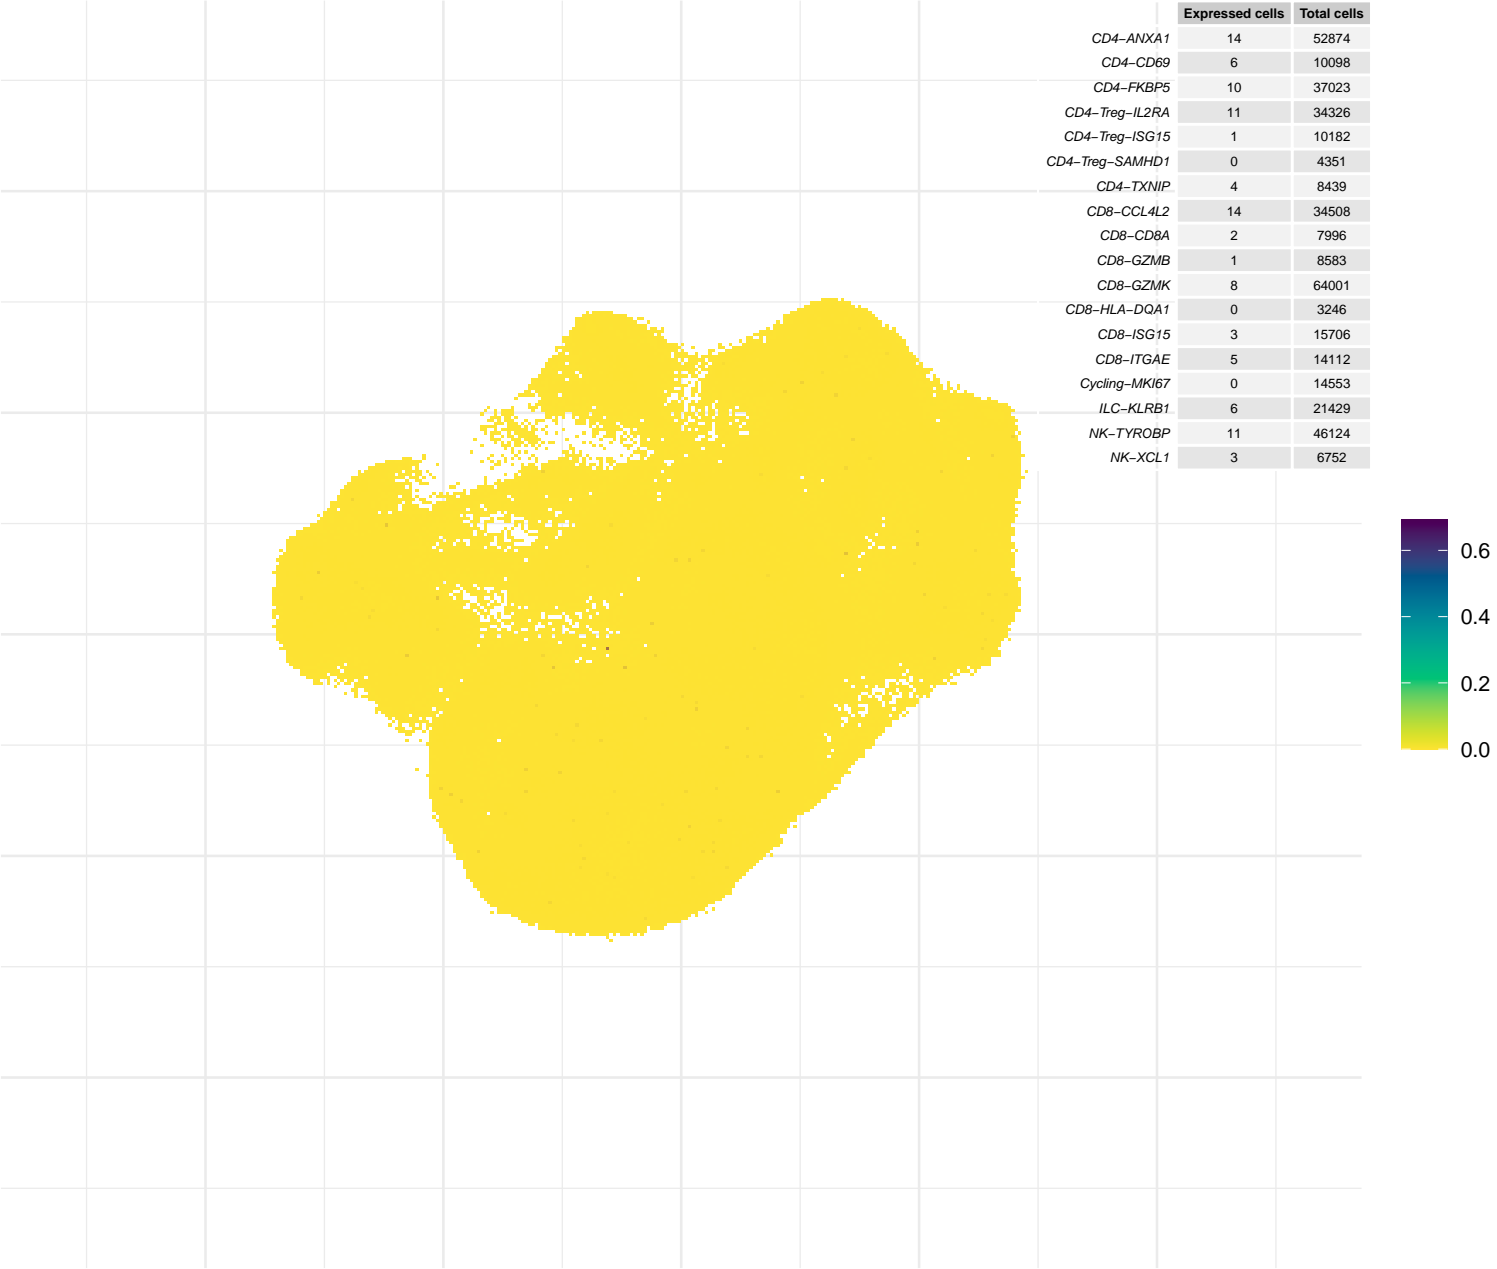 Expressed cells Total cells
CD4−ANXA1 14 52874
CD4−CD69 6 10098
CD4−FKBP5 10 37023
CD4−Treg−IL2RA 11 34326
CD4−Treg−ISG15 1 10182
CD4−Treg−SAMHD1 0 4351
CD4−TXNIP 4 8439
CD8−CCL4L2 14 34508
CD8−CD8A 2 7996
CD8−GZMB 1 8583
CD8−GZMK 8 64001
CD8−HLA−DQA1 0 3246
CD8−ISG15 3 15706
CD8−ITGAE 5 14112
Cycling−MKI67 0 14553
ILC−KLRB1 6 21429
NK−TYROBP 11 46124
NK−XCL1 3 6752
0.6
0.4
0.2
0.0